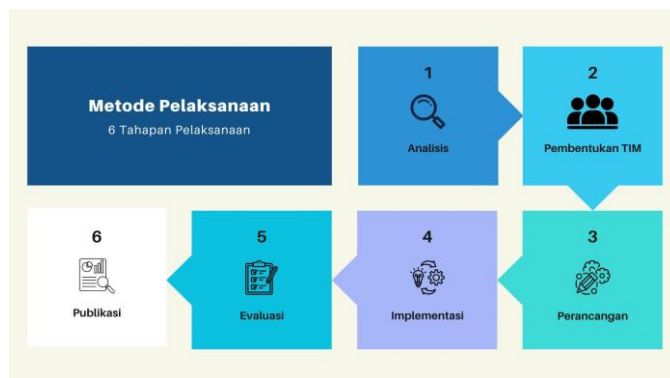 Metode Pelaksanaan
6 Tahapan Pelaksanaan
1
Analisis
2
Pembentukan TIM
3
Perancangan
4
Implementasi
5
Evaluasi
6
Publikasi